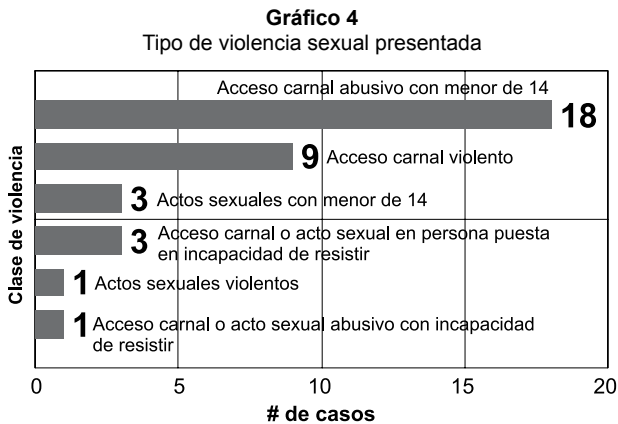 Gráfico 4
Tipo de violencia sexual presentada
Clase de violencia
Acceso carnal abusivo con menor de 14
18
9 Acceso carnal violento
3 Actos sexuales con menor de 14
3 Acceso carnal o acto sexual en persona puesta
en incapacidad de resistir
1 Actos sexuales violentos
1 Acceso carnal o acto sexual abusivo con incapacidad
de resistir
0 5 10 15 20
# de casos